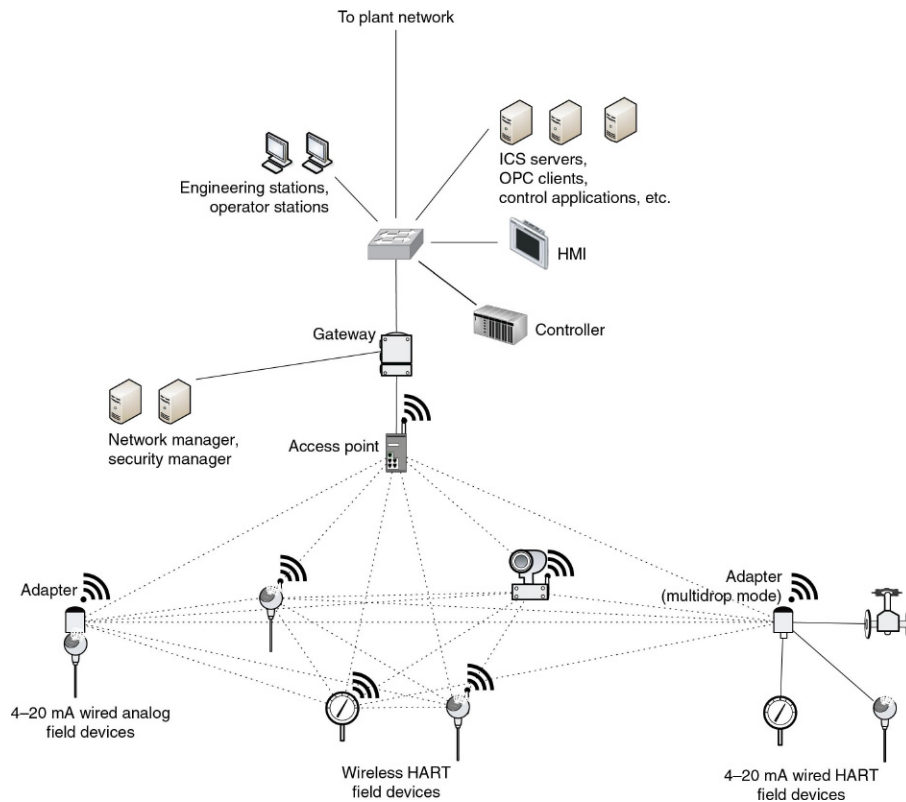 To plant network
ICS servers,
OPC clients,
control applications, etc.
Engineering stations,
operator stations
HMI
Gateway
Controller
Network manager,
security manager
Access point
Adapter
Adapter
(multidrop mode)
4–20 mA wired analog
field devices
Wireless HART
field devices
4–20 mA wired HART
field devices